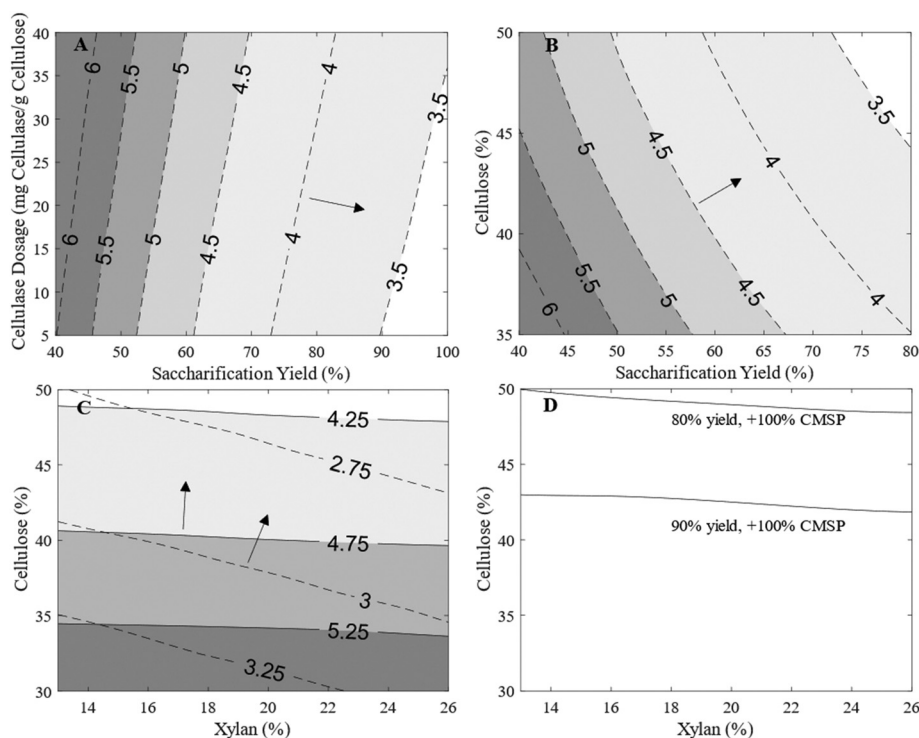 A
Cellulase Dosage (mg Cellulase/g Cellulose)
40
35
30
25
20
15
10
5
6
5.5
5
4.5
4
3.5
6
5.5
5
4.5
4
3.5
40 50 60 70 80 90 100
Saccharification Yield (%)
B
Cellulose (%)
50
45
40
35
3.5
4.5
5
4
5.5
6
5
4.5
4
40 45 50 55 60 65 70 75 80
Saccharification Yield (%)
C
Cellulose (%)
50
45
40
35
30
4.25
2.75
4.75
3
5.25
3.25
14 16 18 20 22 24 26
Xylan (%)
D
Cellulose (%)
50
45
40
35
30
80% yield, +100% CMSP
90% yield, +100% CMSP
14 16 18 20 22 24 26
Xylan (%)